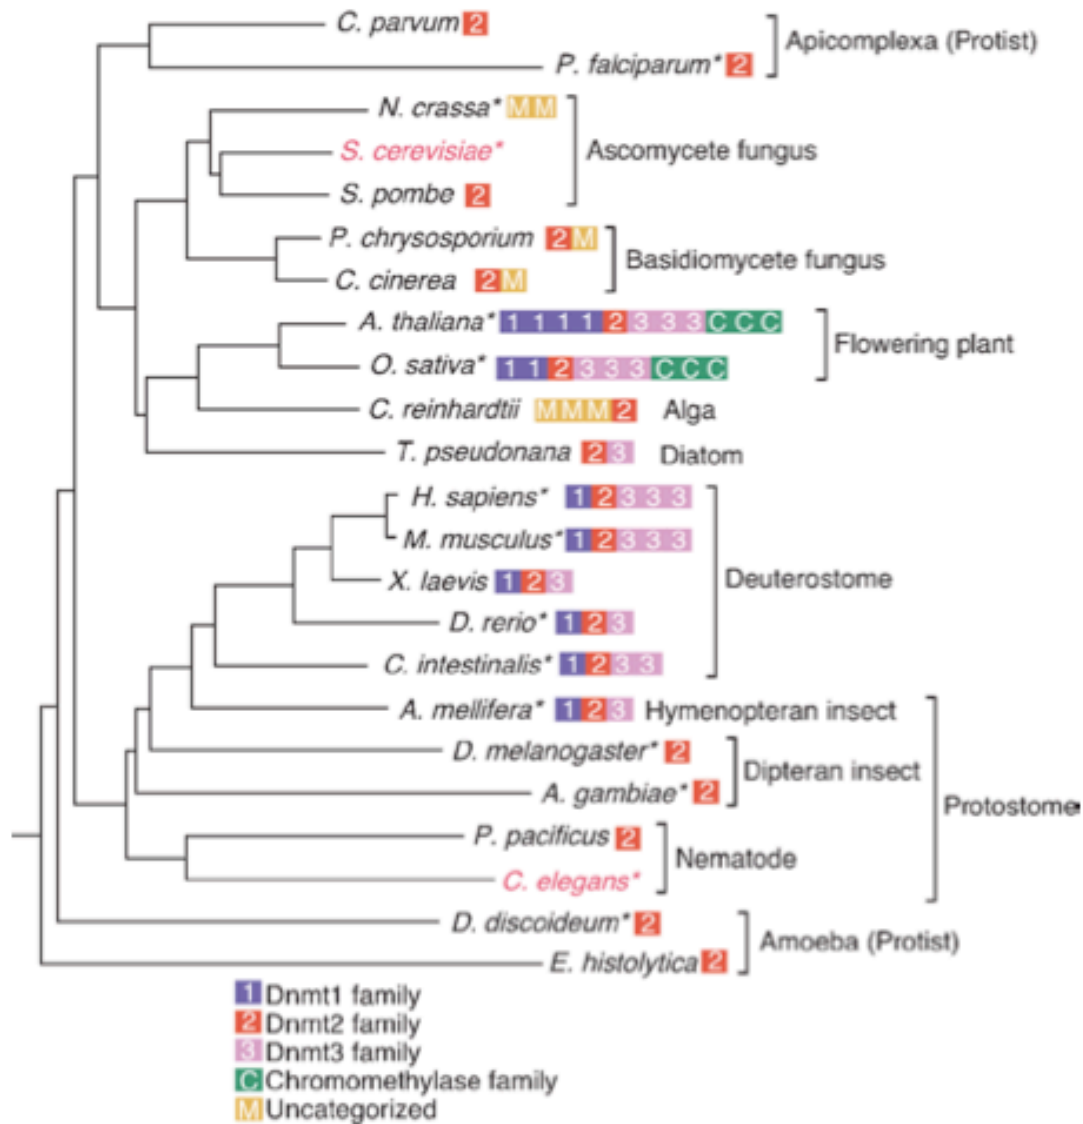 C. parvum 2
Apicomplexa (Protist)
P. falciparum* 2
N. crassa* M M
S. cerevisiae*
Ascomycete fungus
S. pombe 2
P. chrysosporium 2 M
Basidiomycete fungus
C. cinerea 2 M
A. thaliana* 1 1 1 1 2 3 3 3 C C C
Flowering plant
O. sativa* 1 1 2 3 3 3 C C C
C. reinhardtii M M M 2 Alga
T. pseudonana 2 3 Diatom
H. sapiens* 1 2 3 3 3
M. musculus* 1 2 3 3 3
Deuterostome
X. laevis 1 2 3
D. rerio* 1 2 3
C. intestinalis* 1 2 3 3
A. mellifera* 1 2 3 Hymenopteran insect
D. melanogaster* 2
Dipteran insect
A. gambiae* 2
Protostome
P. pacificus 2
Nematode
C. elegans*
D. discoideum* 2
Amoeba (Protist)
E. histolytica 2
1 Dnmt1 family
2 Dnmt2 family
3 Dnmt3 family
C Chromomethylase family
M Uncategorized